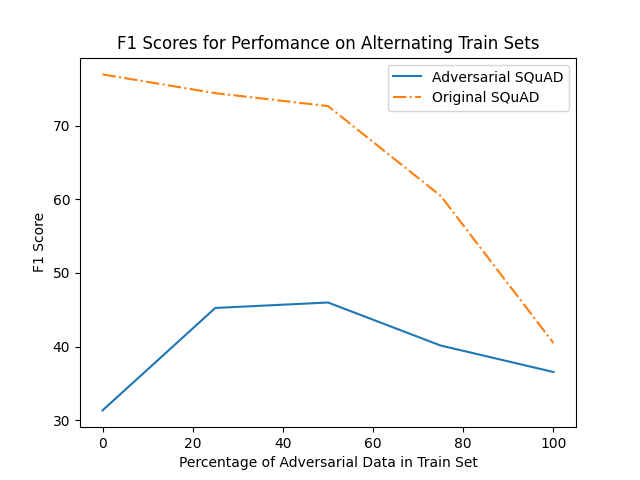 F1 Scores for Perfomance on Alternating Train Sets
Adversarial SQuAD
Original SQuAD
F1 Score
70
60
50
40
30
0 20 40 60 80 100
Percentage of Adversarial Data in Train Set